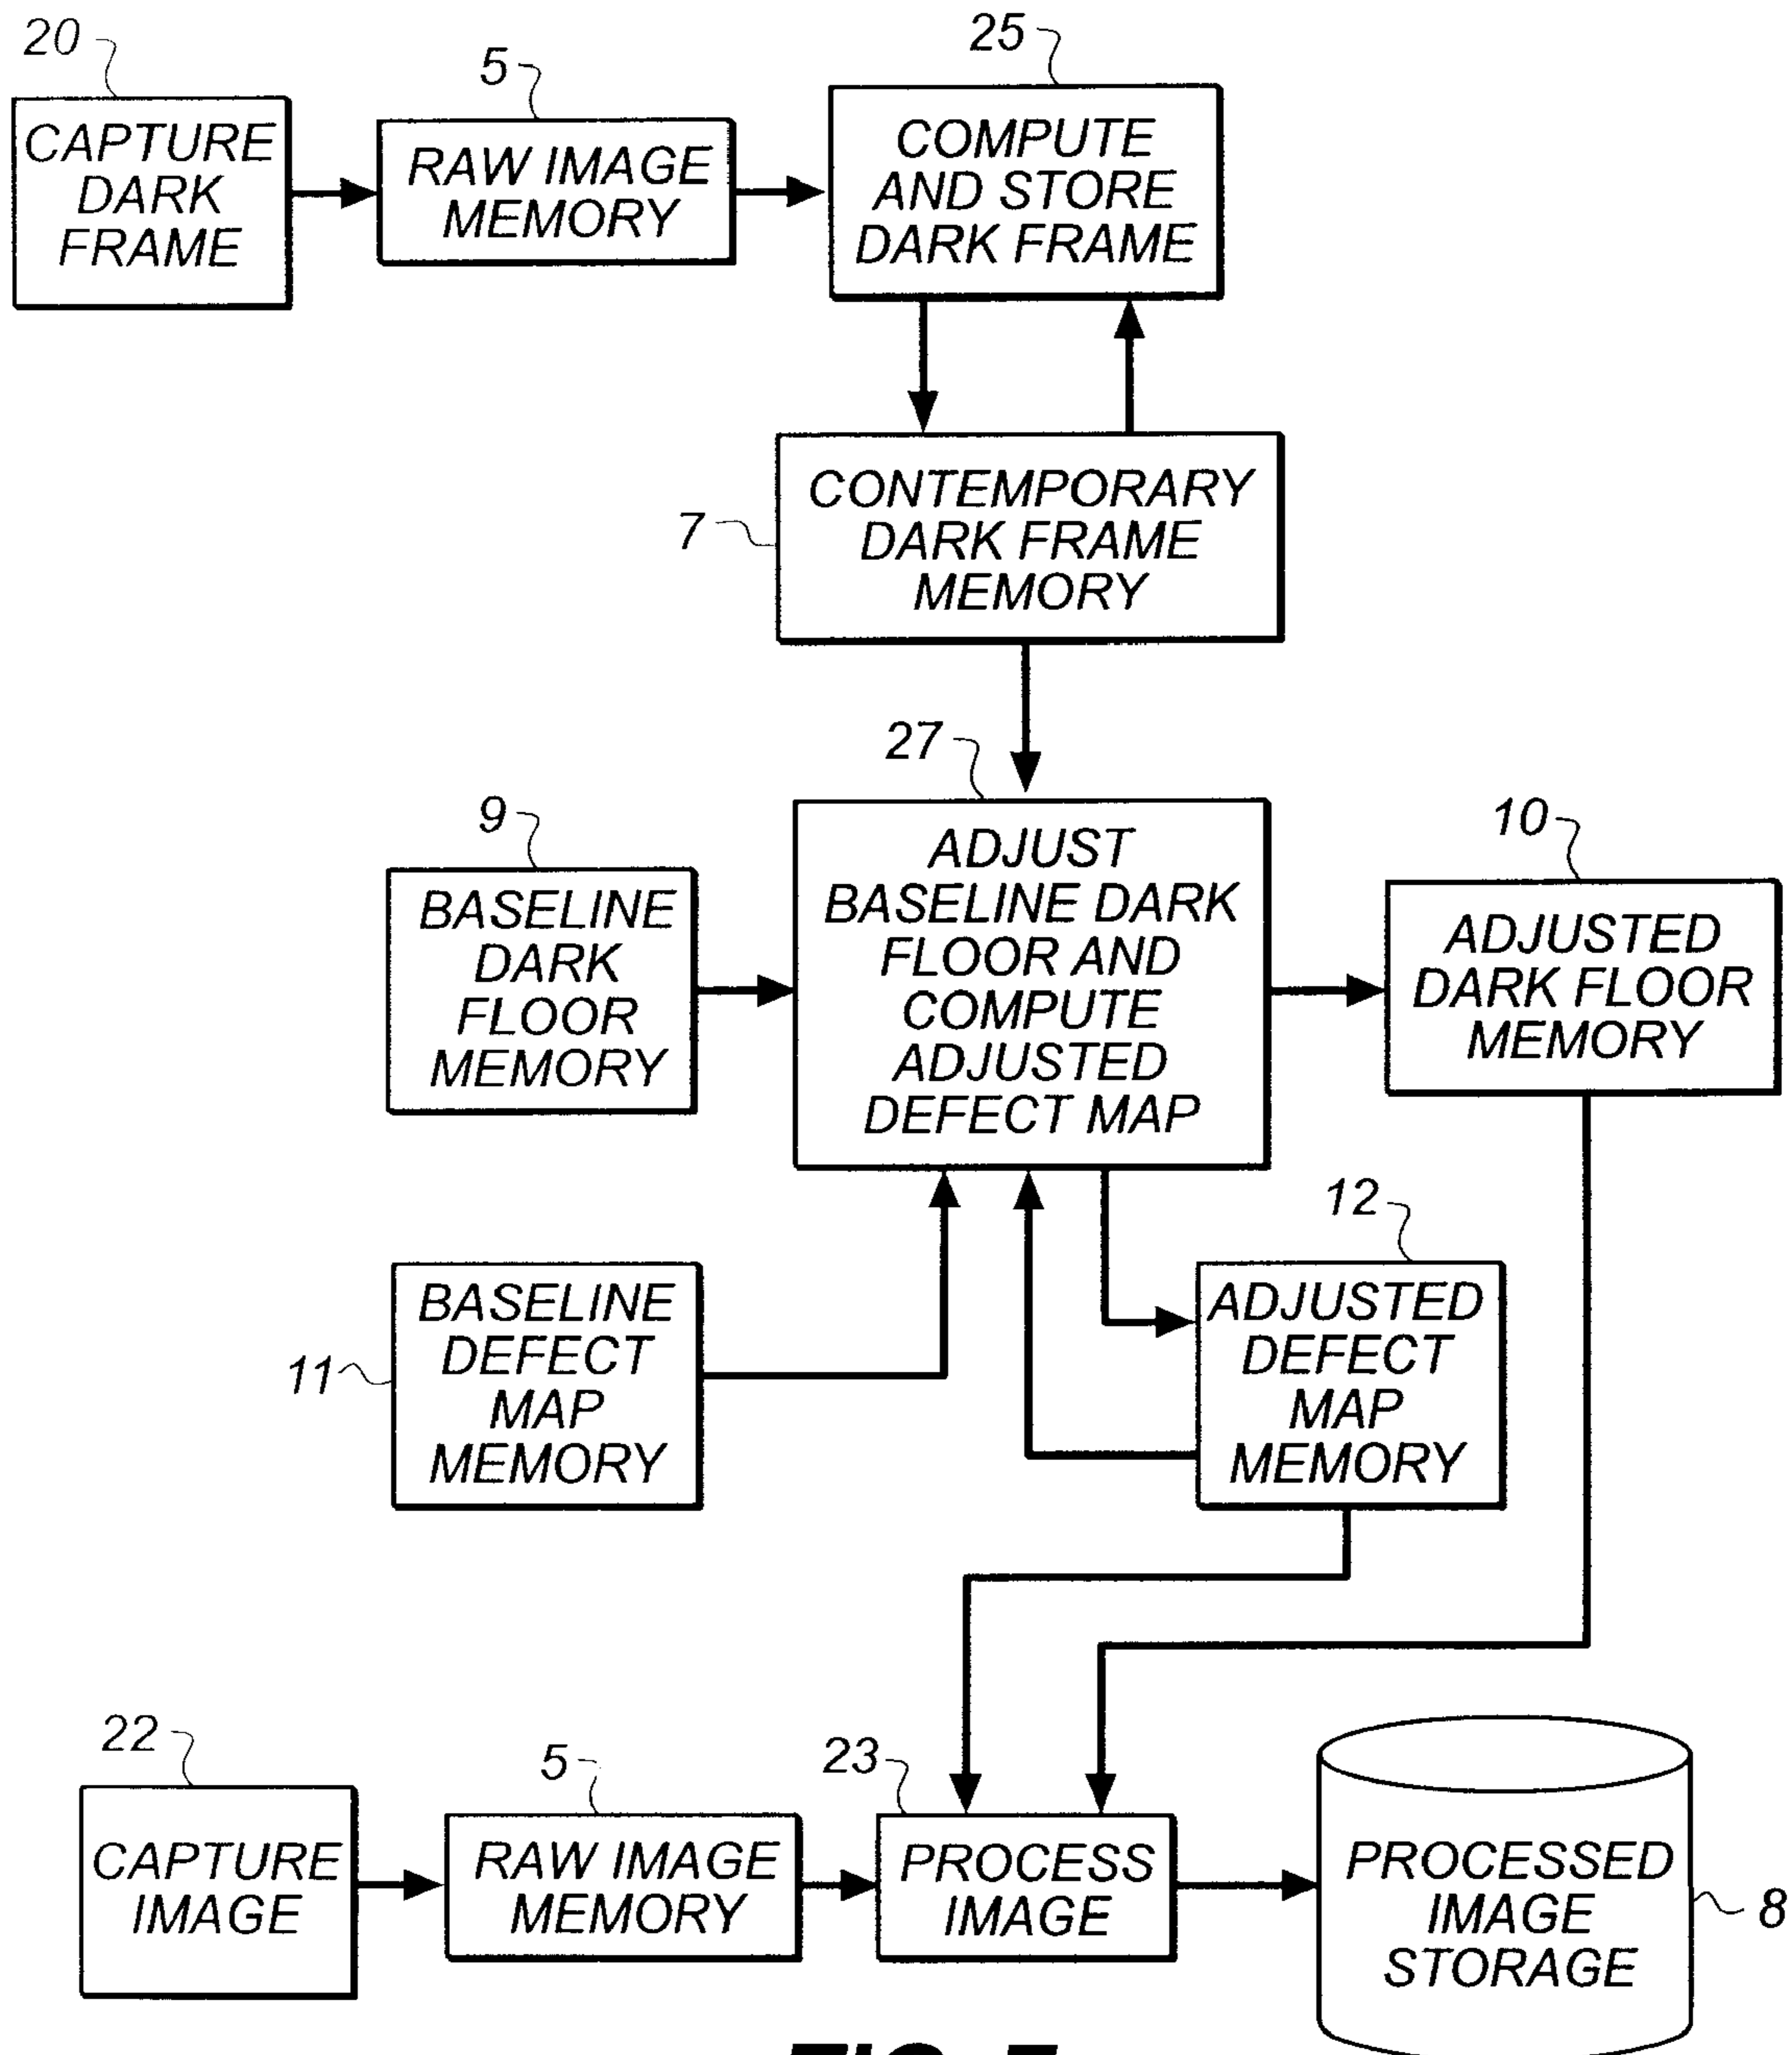 20
5
25
CAPTURE
DARK
FRAME
RAW IMAGE
MEMORY
COMPUTE
AND STORE
DARK FRAME
7
CONTEMPORARY
DARK FRAME
MEMORY
27
9
10
BASELINE
DARK
FLOOR
MEMORY
ADJUST
BASELINE DARK
FLOOR AND
COMPUTE
ADJUSTED
DEFECT MAP
ADJUSTED
DARK FLOOR
MEMORY
12
11
BASELINE
DEFECT
MAP
MEMORY
ADJUSTED
DEFECT
MAP
MEMORY
22
5
23
CAPTURE
IMAGE
RAW IMAGE
MEMORY
PROCESS
IMAGE
PROCESSED
IMAGE
STORAGE
8